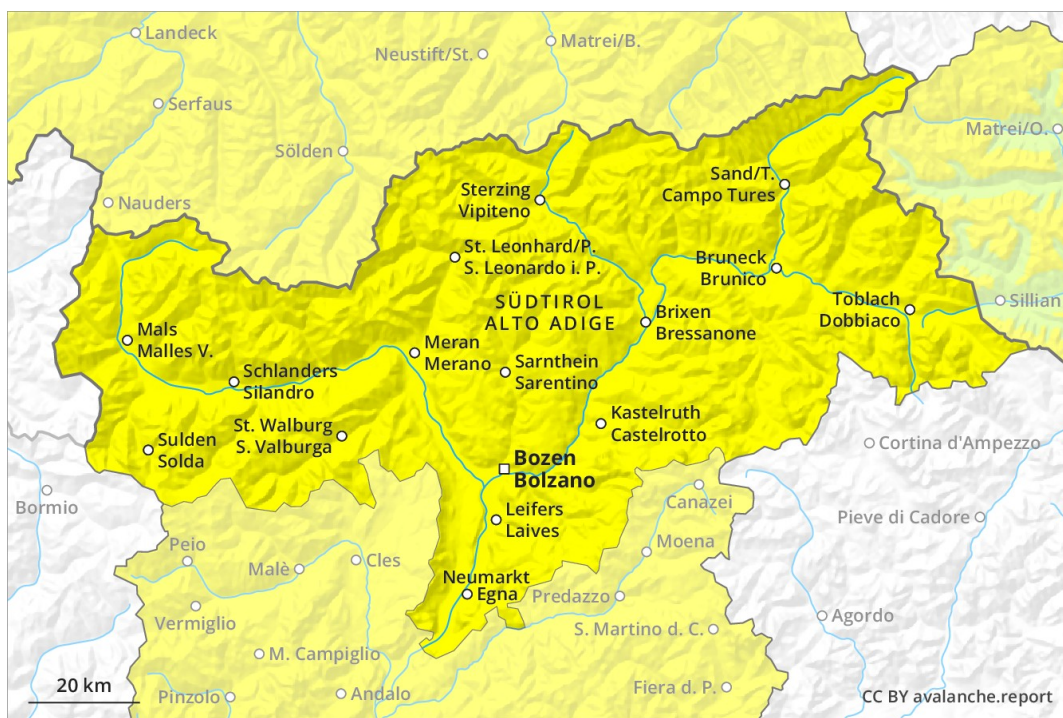 Landeck
Neustift/St.
Matrei/B.
Serfaus
Sölden
Matrei/O.
Nauders
Sand/T.
Campo Tures
Sterzing
Vipiteno
St. Leonhard/P.
S. Leonardo i. P.
Bruneck
Brunico
SÜDTIROL
ALTO ADIGE
Toblach
Dobbiaco
Sillian
Brixen
Bressanone
Mals
Malles V.
Meran
Merano
Sarnthein
Sarentino
Schlanders
Silandro
Kastelruth
Castelrotto
St. Walburg
S. Valburga
Sulden
Solda
Cortina d'Ampezzo
Bozen
Bolzano
Bormio
Canazei
Leifers
Laives
Pieve di Cadore
Peio
Cles
Moena
Malè
Neumarkt
Egna
Predazzo
Vermiglio
Agordo
S. Martino d. C.
M. Campiglio
20 km
Pinzolo
Andalo
Fiera d. P.
CC BY avalanche.report